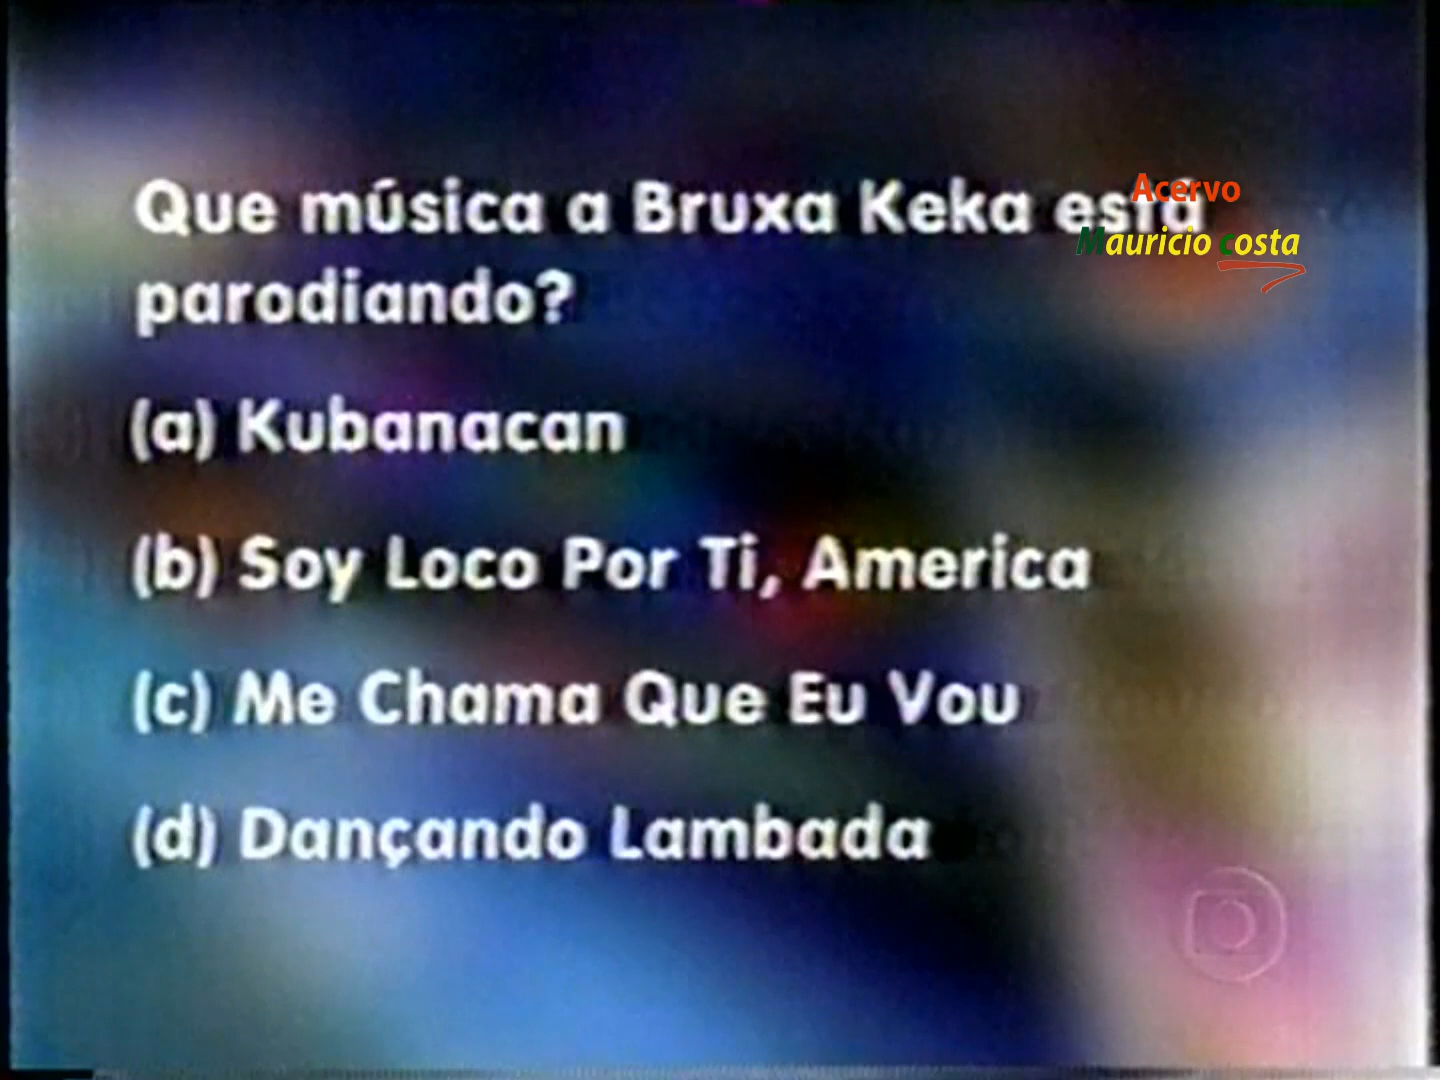 Que música a Bruxa Keka está
Acervo
Mauricio costa
parodiando?
(a) Kubanacan
(b) Soy Loco Por Ti, America
(c) Me Chama Que Eu Vou
(d) Dançando Lambada